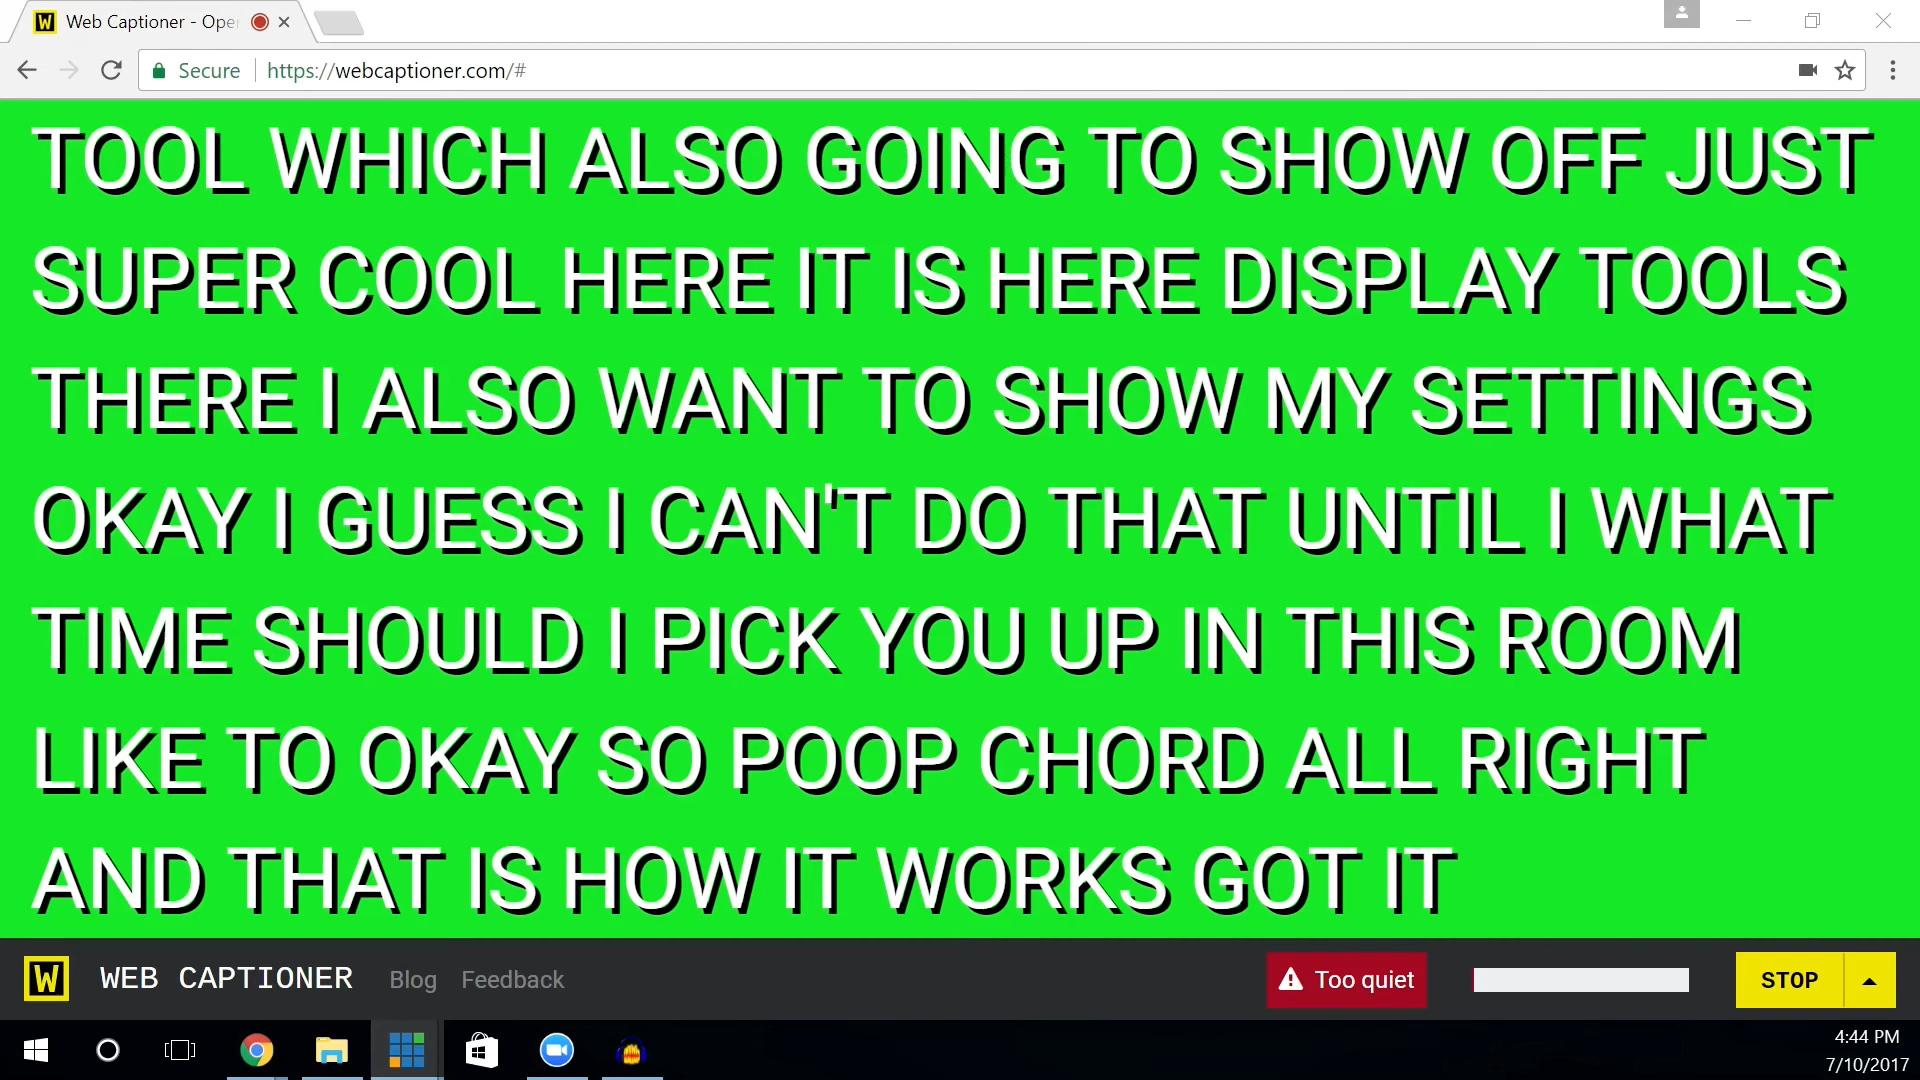 W Web Captioner - Ope
Secure https://webcaptioner.com/#
TOOL WHICH ALSO GOING TO SHOW OFF JUST
SUPER COOL HERE IT IS HERE DISPLAY TOOLS
THERE I ALSO WANT TO SHOW MY SETTINGS
OKAY I GUESS I CAN'T DO THAT UNTIL I WHAT
TIME SHOULD I PICK YOU UP IN THIS ROOM
LIKE TO OKAY SO POOP CHORD ALL RIGHT
AND THAT IS HOW IT WORKS GOT IT
W WEB CAPTIONER Blog Feedback Too quiet STOP
4:44 PM
7/10/2017